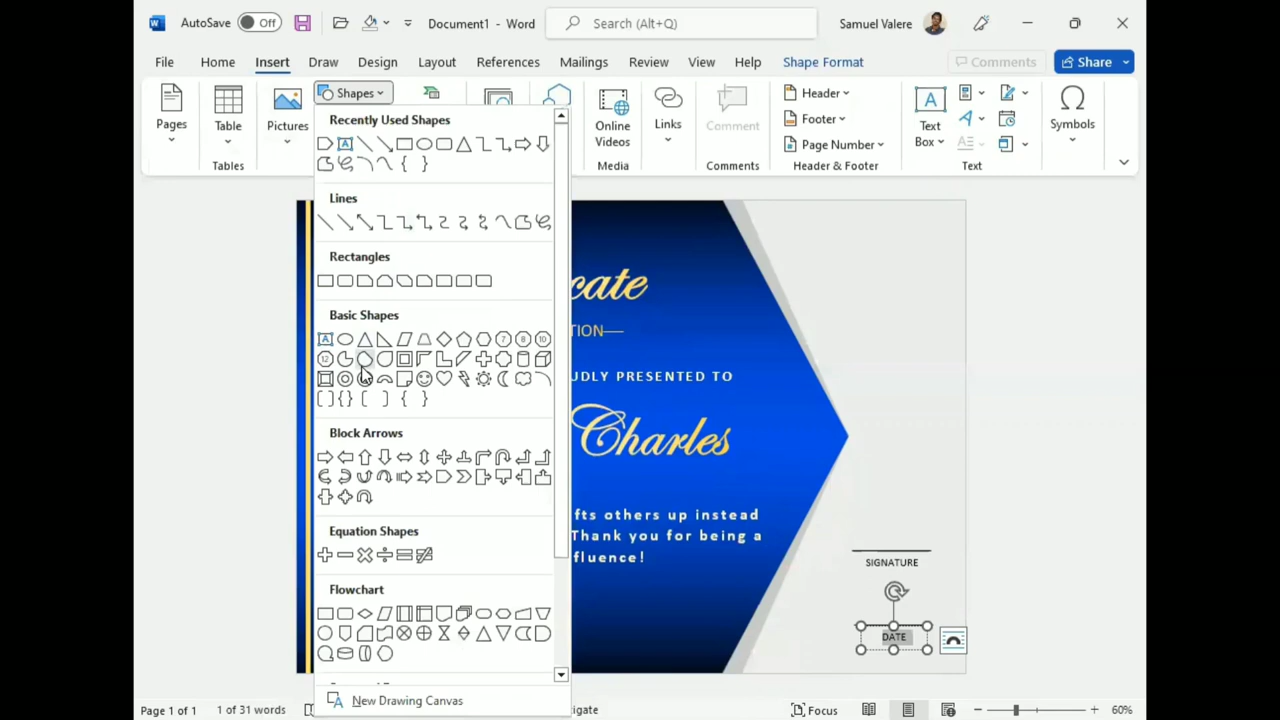 AutoSave Off Document1 - Word Search (Alt+Q) Samuel Valere
File Home Insert Draw Design Layout References Mailings Review View Help Shape Format Comments Share
Pages Table Pictures Shapes Online Videos Links Comment Header Footer Page Number Text Box Symbols
Tables Media Comments Header & Footer Text
Recently Used Shapes
Lines
Rectangles
Basic Shapes
Block Arrows
Equation Shapes
Flowchart
New Drawing Canvas
cate
TION
UDLY PRESENTED TO
Charles
fts others up instead
Thank you for being a
fluence!
SIGNATURE
DATE
Page 1 of 1 1 of 31 words tigate Focus 60%